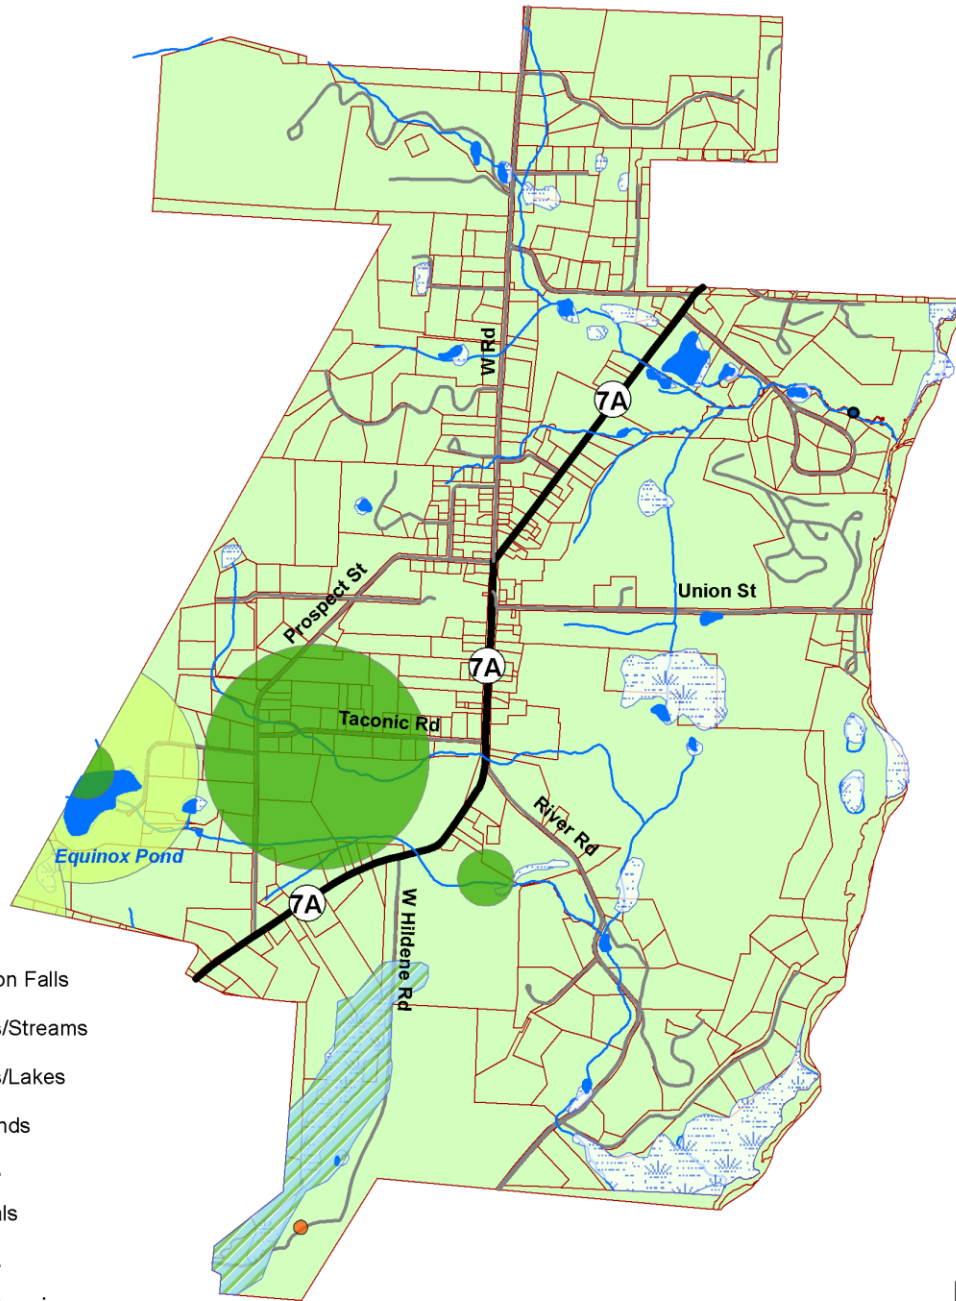 W Rd
7A
Prospect St
Union St
7A
Taconic Rd
River Rd
Equinox Pond
7A
W Hildene Rd
on Falls
s/Streams
s/Lakes
nds
als